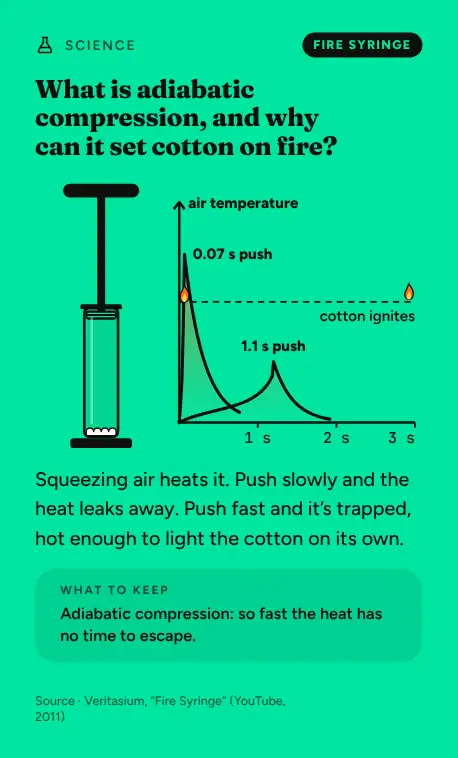 SCIENCE
FIRE SYRINGE
What is adiabatic
compression, and why
can it set cotton on fire?
air temperature
0.07 s push
cotton ignites
1.1 s push
1 s
2 s
3 s
Squeezing air heats it. Push slowly and the
heat leaks away. Push fast and it’s trapped,
hot enough to light the cotton on its own.
WHAT TO KEEP
Adiabatic compression: so fast the heat has
no time to escape.
Source · Veritasium, “Fire Syringe” (YouTube,
2011)